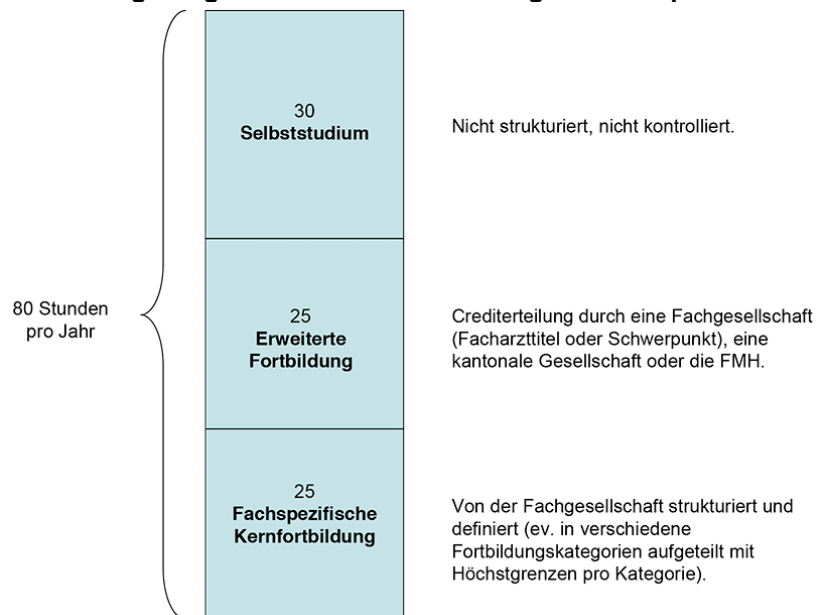 80 Stunden
pro Jahr
30
Selbststudium
Nicht strukturiert, nicht kontrolliert.
25
Erweiterte
Fortbildung
Crediterteilung durch eine Fachgesellschaft
(Facharzttitel oder Schwerpunkt), eine
kantonale Gesellschaft oder die FMH.
25
Fachspezifische
Kernfortbildung
Von der Fachgesellschaft strukturiert und
definiert (ev. in verschiedene
Fortbildungskategorien aufgeteilt mit
Höchstgrenzen pro Kategorie).